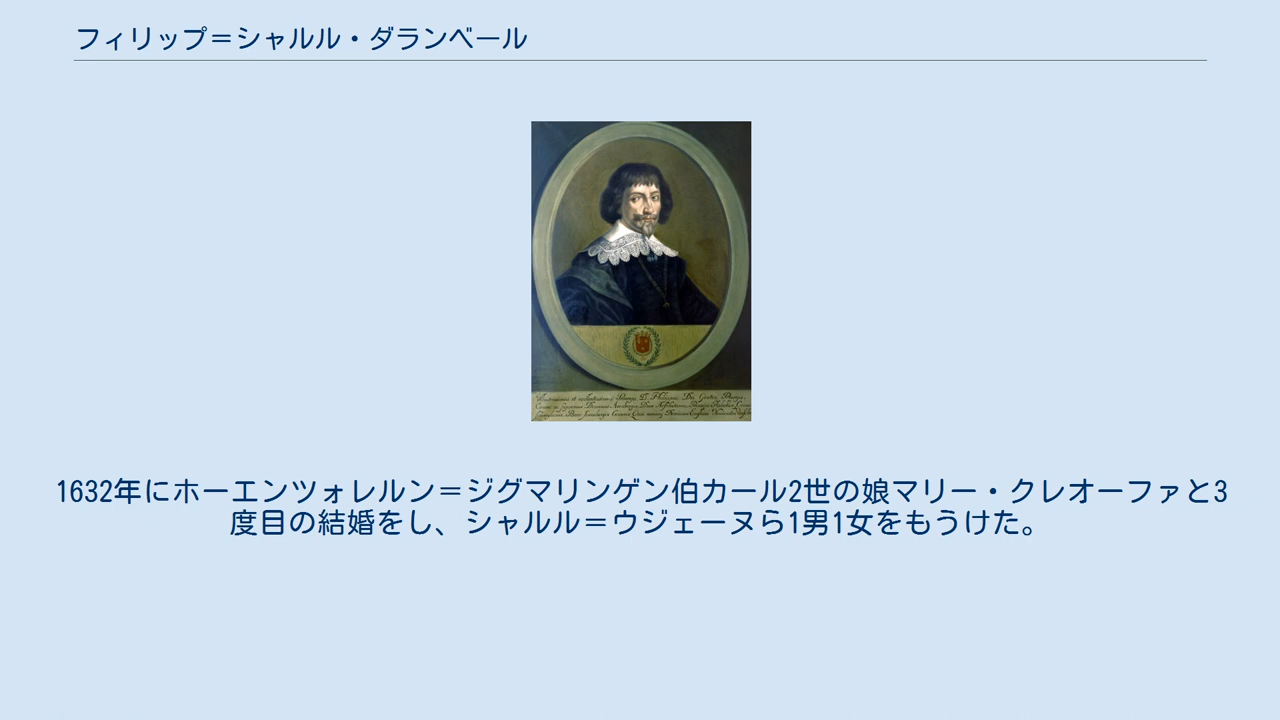 フィリップ＝シャルル・ダランベール
1632年にホーエンツォレルン＝ジグマリンゲン伯カール2世の娘マリー・クレオーファと3
度目の結婚をし、シャルル＝ウジェーヌら1男1女をもうけた。